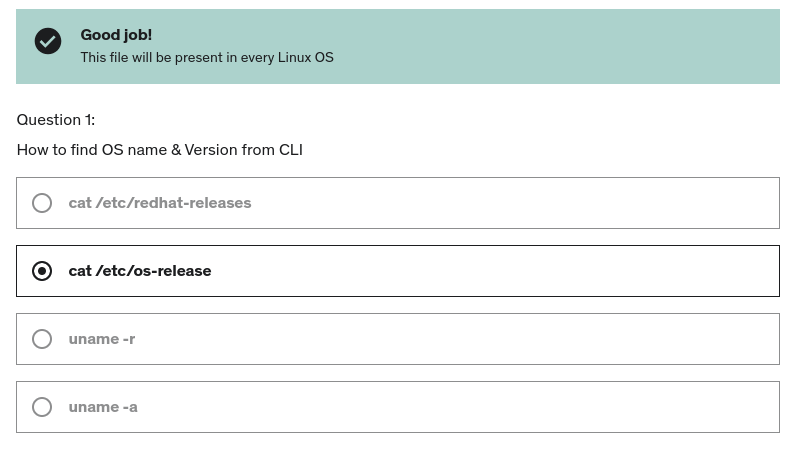 Good job!
This file will be present in every Linux OS
Question 1:
How to find OS name & Version from CLI
cat /etc/redhat-releases
cat /etc/os-release
uname -r
uname -a